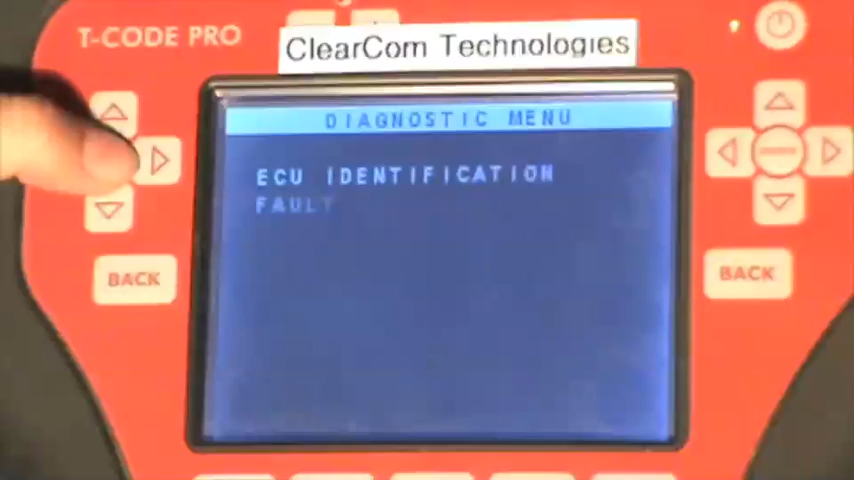 T-CODE PRO
ClearCom Technologies
DIAGNOSTIC MENU
ECU IDENTIFICATION
FAULT
BACK
BACK